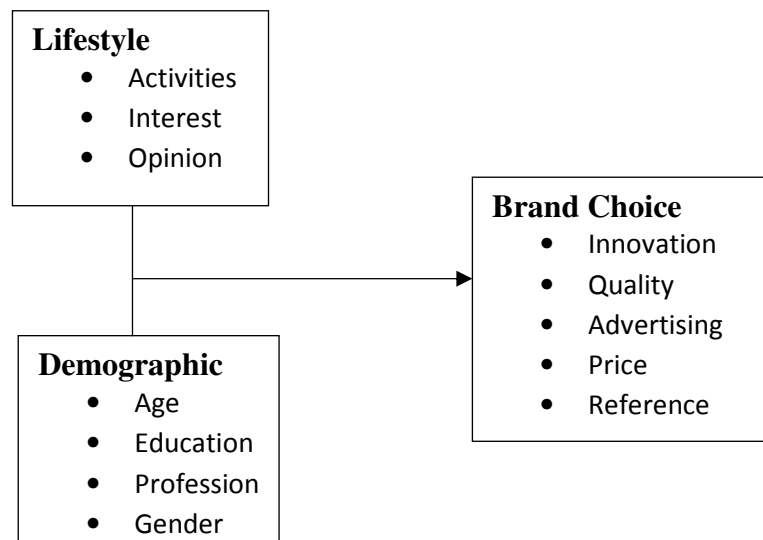 Lifestyle
• Activities
• Interest
• Opinion
Brand Choice
• Innovation
• Quality
• Advertising
• Price
• Reference
Demographic
• Age
• Education
• Profession
• Gender